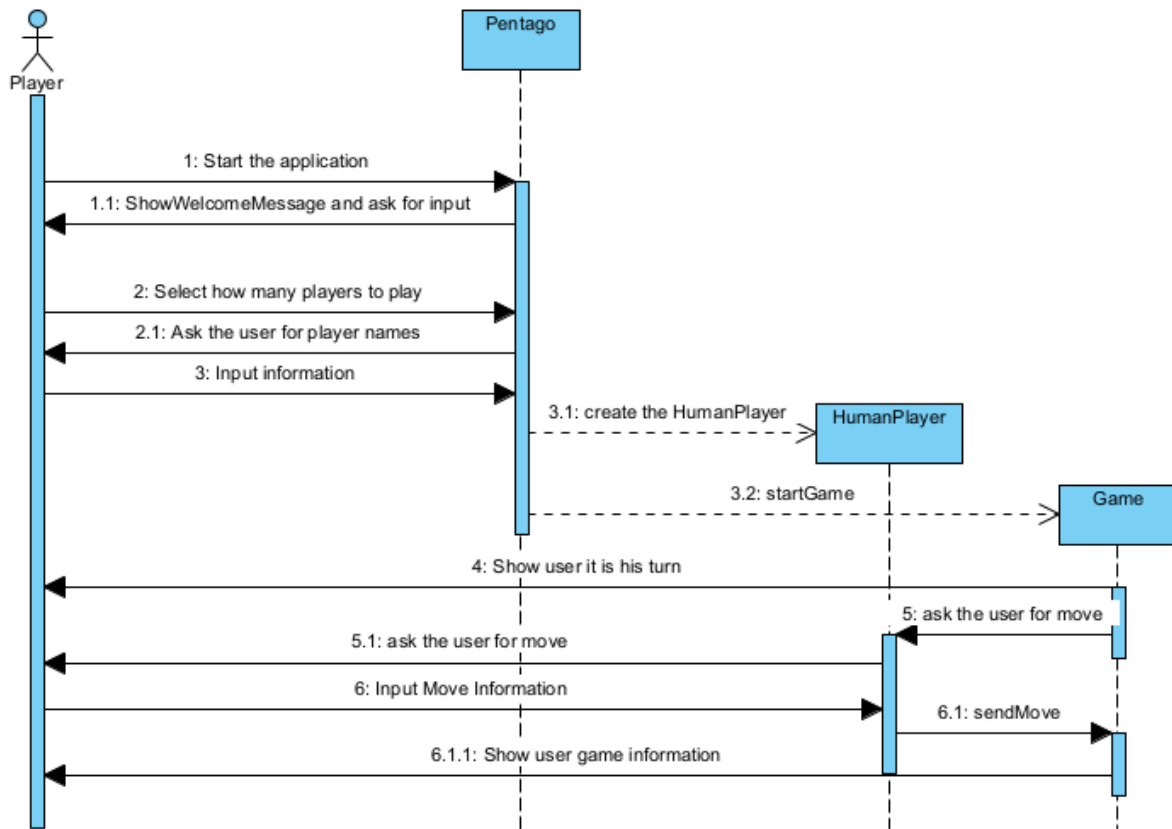 Pentago
Player
1: Start the application
1.1: ShowWelcomeMessage and ask for input
2: Select how many players to play
2.1: Ask the user for player names
3: Input information
3.1: create the HumanPlayer
HumanPlayer
3.2: startGame
Game
4: Show user it is his turn
5: ask the user for move
5.1: ask the user for move
6: Input Move Information
6.1: sendMove
6.1.1: Show user game information